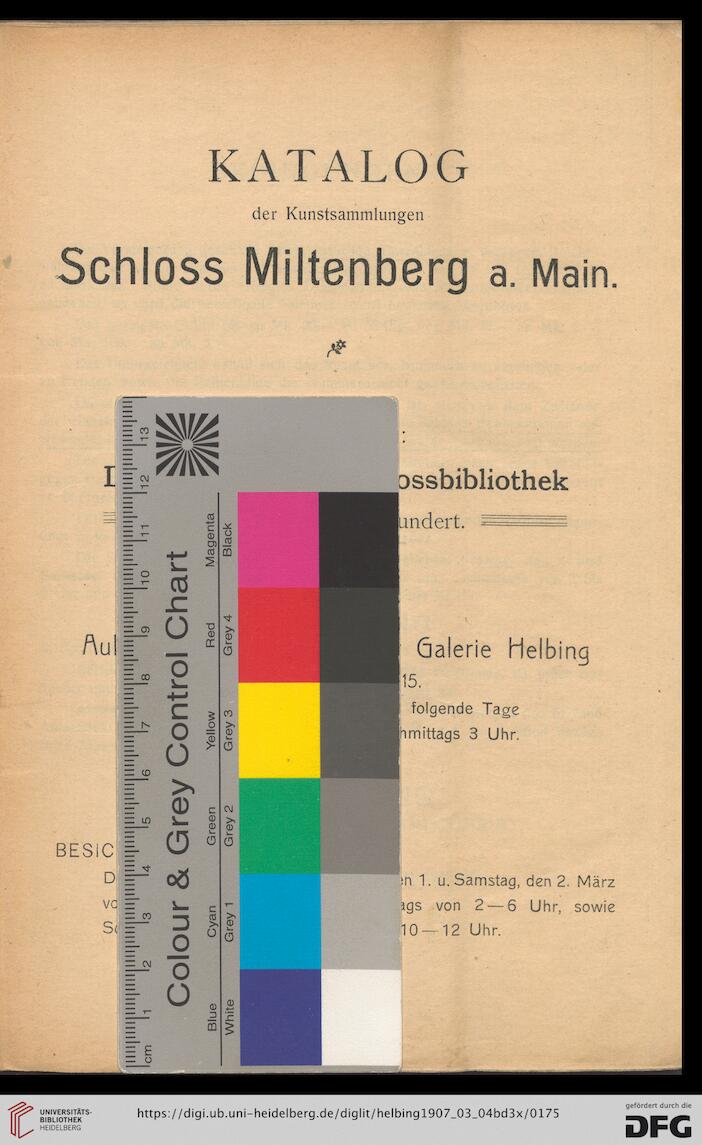 KATALOG
der Kunstsammlungen
Schloss Miltenberg a. Main.
:
ossbibliothek
undert.
Galerie Helbing
15.
folgende Tage
hmittags 3 Uhr.
BESIC
n 1. u. Samstag, den 2. März
vo ags von 2—6 Uhr, sowie
10—12 Uhr.
Colour & Grey Control Chart
Magenta
Black
Red
Grey 4
Yellow
Grey 3
Green
Grey 2
Cyan
Grey 1
Blue
White
13
12
11
10
9
8
7
6
5
4
3
2
1
cm
UNIVERSITÄTS-
BIBLIOTHEK
HEIDELBERG
https://digi.ub.uni-heidelberg.de/diglit/helbing1907_03_04bd3x/0175
gefördert durch die
DFG